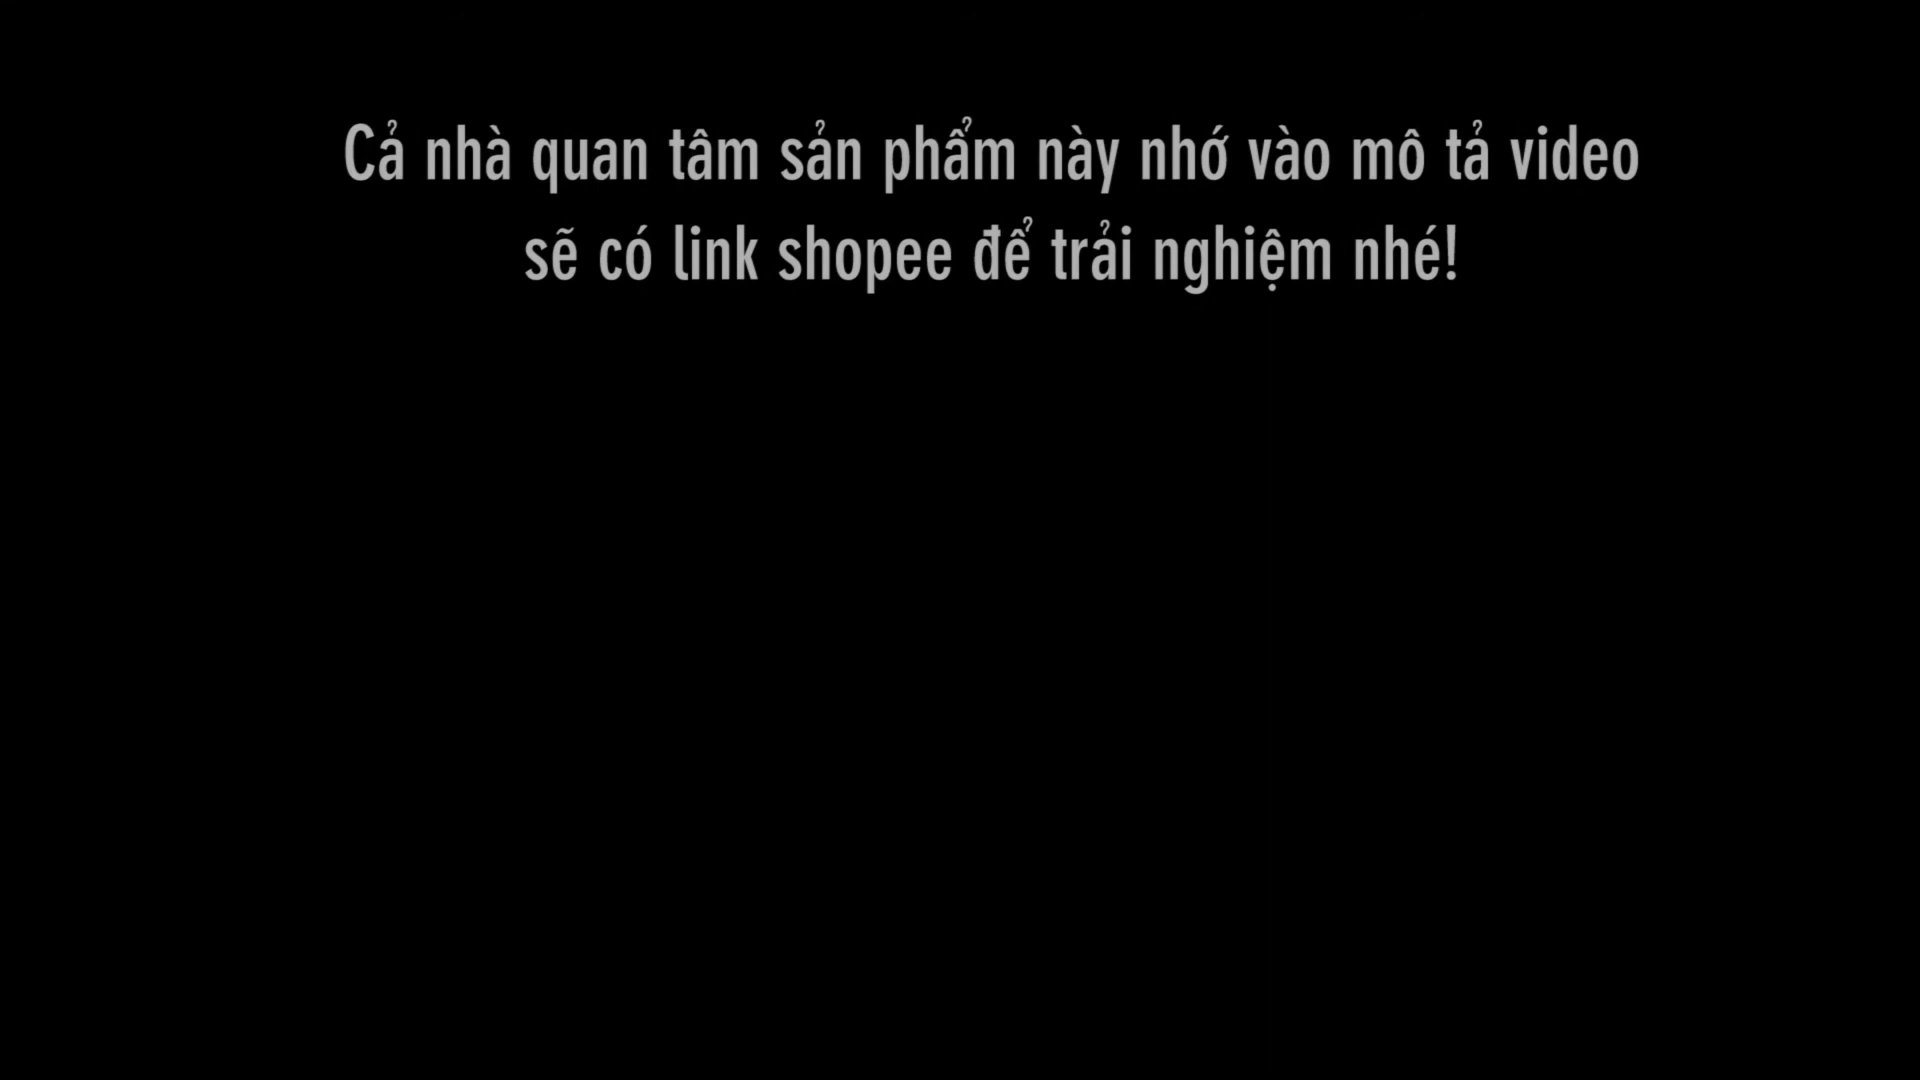 Cả nhà quan tâm sản phẩm này nhớ vào mô tả video
sẽ có link shopee để trải nghiệm nhé!